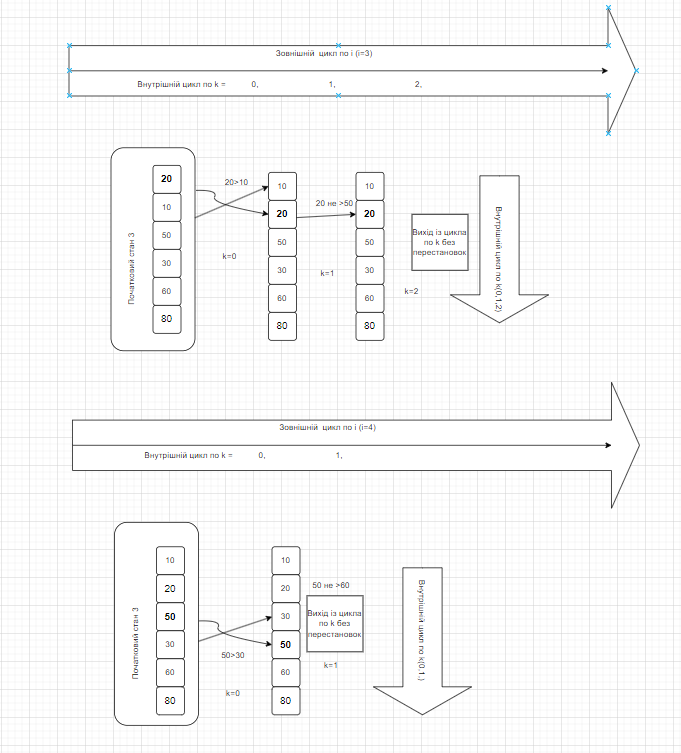 Зовнішній цикл по i (i=3)
Внутрішній цикл по k = 0, 1, 2,
Початковий стан 3
20
10
50
30
60
80
20>10
k=0
10
20
50
30
60
80
20 не >50
k=1
10
20
50
30
60
80
Вихід із цикла
по k без
перестановок
k=2
Внутрішній цикл по k(0,1,2)
Зовнішній цикл по i (i=4)
Внутрішній цикл по k = 0, 1,
Початковий стан 3
10
20
50
30
60
80
50>30
k=0
10
20
30
50
60
80
50 не >60
Вихід із цикла
по k без
перестановок
k=1
Внутрішній цикл по k(0,1,)